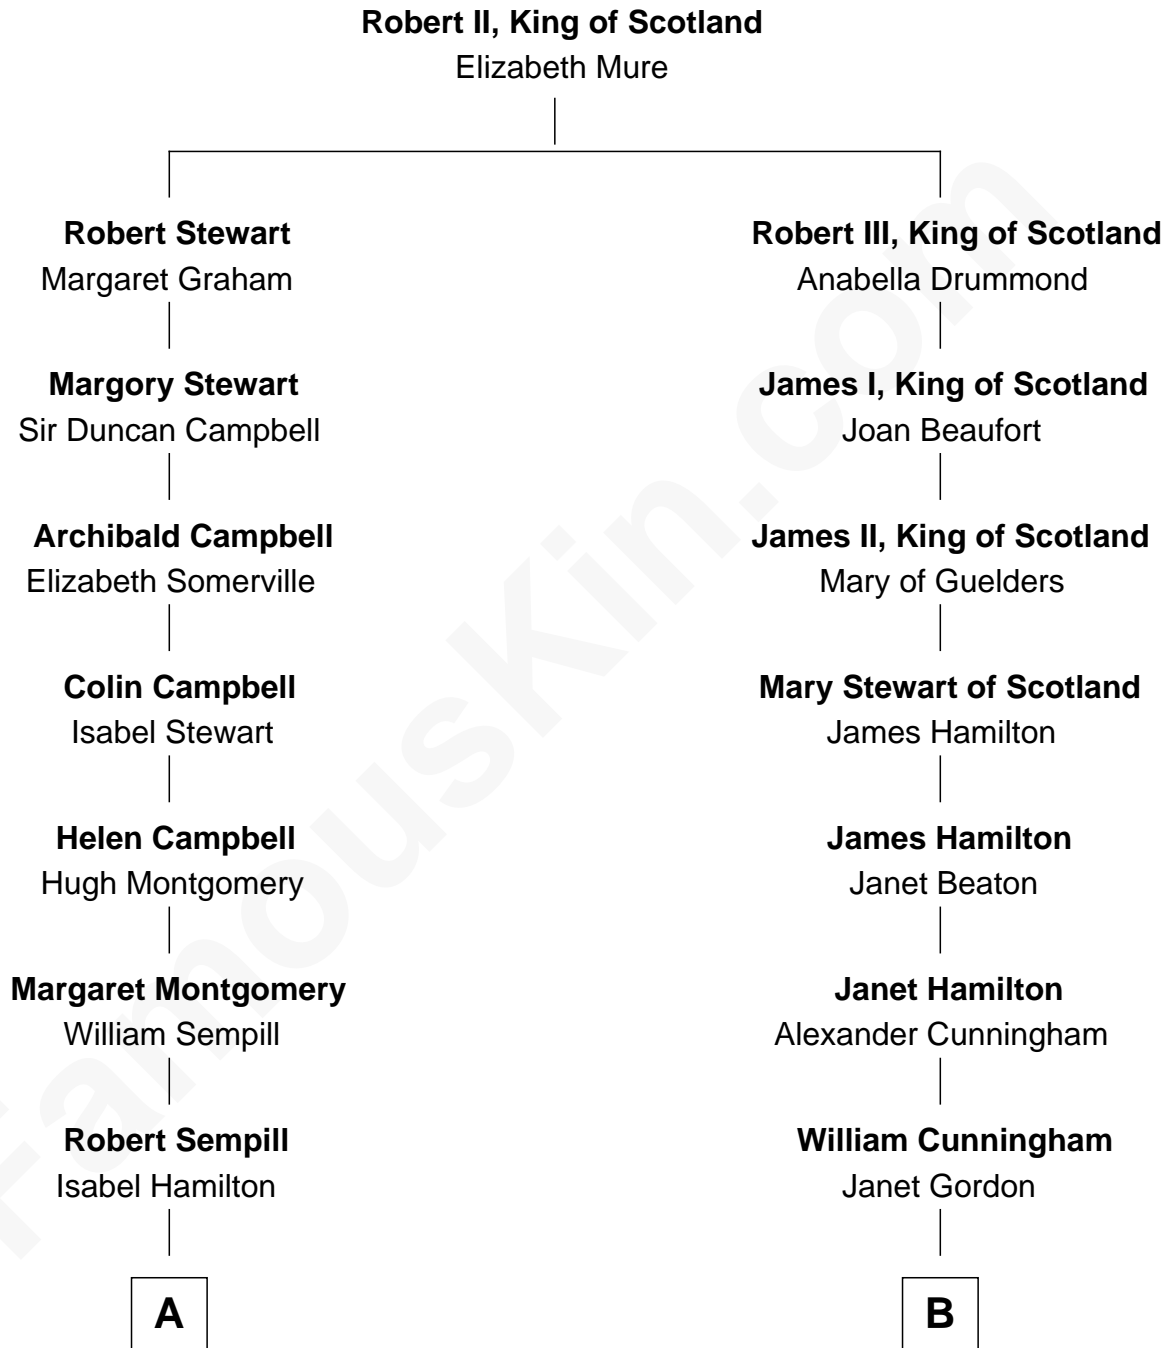 Robert II, King of Scotland
Elizabeth Mure
Robert Stewart
Margaret Graham
Robert III, King of Scotland
Anabella Drummond
Margory Stewart
Sir Duncan Campbell
James I, King of Scotland
Joan Beaufort
Archibald Campbell
Elizabeth Somerville
James II, King of Scotland
Mary of Guelders
Colin Campbell
Isabel Stewart
Mary Stewart of Scotland
James Hamilton
Helen Campbell
Hugh Montgomery
James Hamilton
Janet Beaton
Margaret Montgomery
William Sempill
Janet Hamilton
Alexander Cunningham
Robert Sempill
Isabel Hamilton
William Cunningham
Janet Gordon
A
B
FamousKin.com